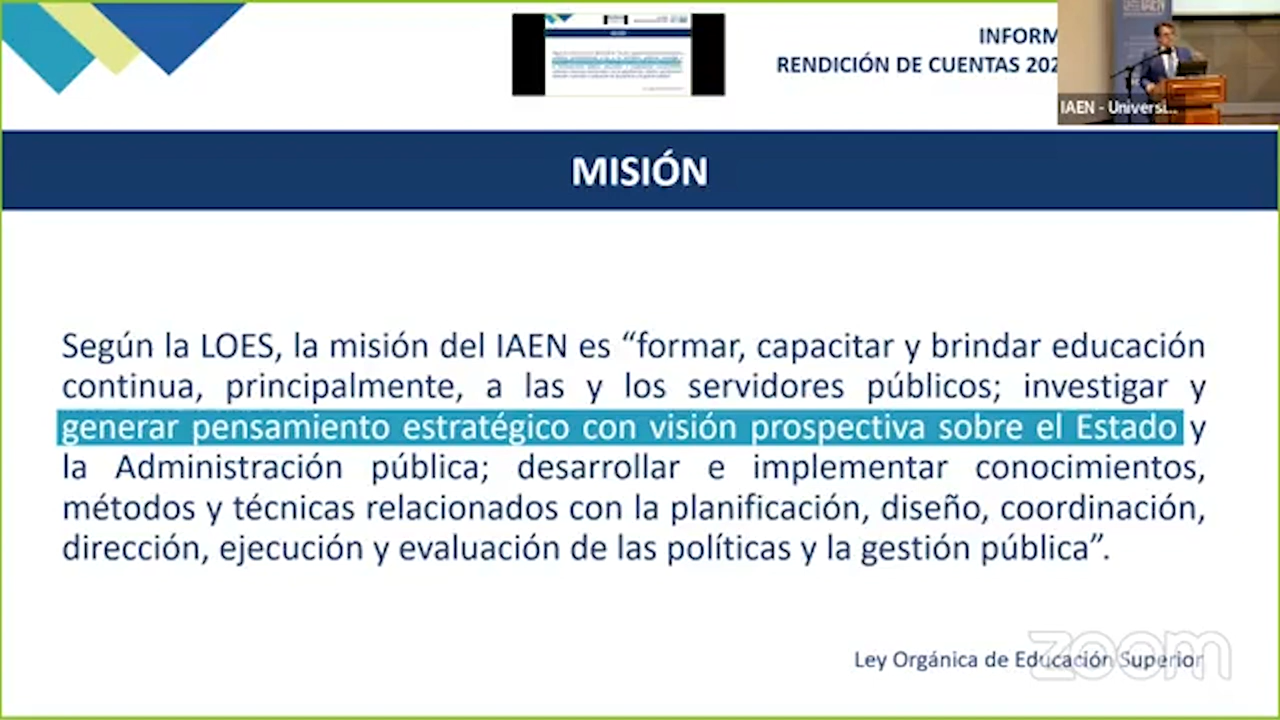 INFORM
RENDICIÓN DE CUENTAS 202
IAEN
IAEN - Universi...
MISIÓN
Según la LOES, la misión del IAEN es “formar, capacitar y brindar educación
continua, principalmente, a las y los servidores públicos; investigar y
generar pensamiento estratégico con visión prospectiva sobre el Estado y
la Administración pública; desarrollar e implementar conocimientos,
métodos y técnicas relacionados con la planificación, diseño, coordinación,
dirección, ejecución y evaluación de las políticas y la gestión pública”.
Ley Orgánica de Educación Superior
zoom